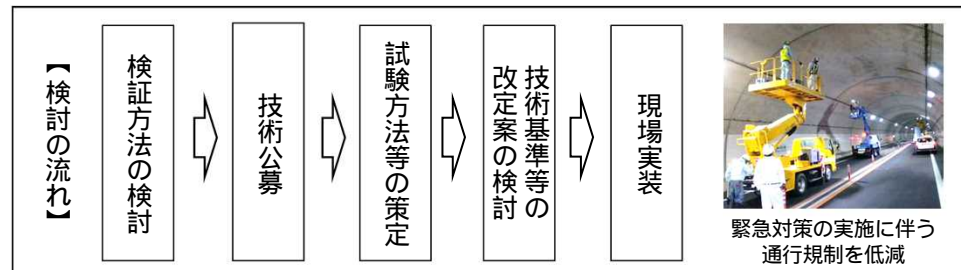 【検討の流れ】
検証方法の検討
技術公募
試験方法等の策定
技術基準等の
改定案の検討
現場実装
緊急対策の実施に伴う
通行規制を低減